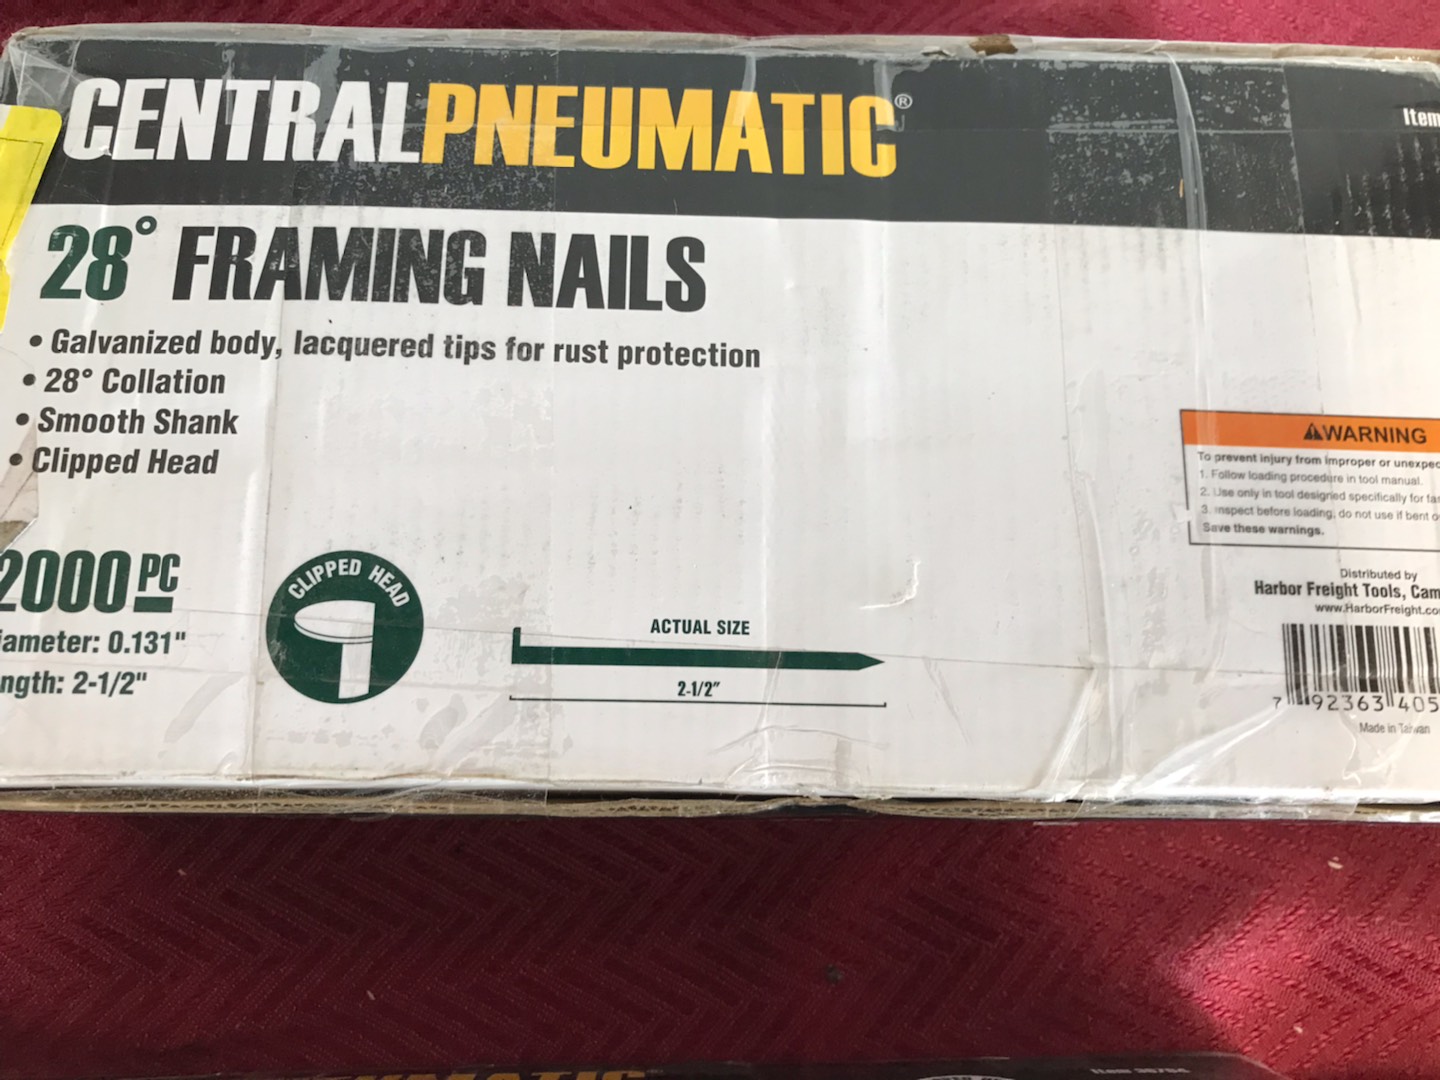 CENTRALPNEUMATIC®
Item
28° FRAMING NAILS
• Galvanized body, lacquered tips for rust protection
• 28° Collation
• Smooth Shank
• Clipped Head
2000 PC
iameter: 0.131"
ngth: 2-1/2"
CLIPPED HEAD
ACTUAL SIZE
2-1/2"
⚠WARNING
To prevent injury from improper or unexpec
1. Follow loading procedure in tool manual.
2. Use only in tool designed specifically for fa
3. Inspect before loading, do not use if bent o
Save these warnings.
Distributed by
Harbor Freight Tools, Cam
www.HarborFreight.co
7 92363 405
Made in Taiwan